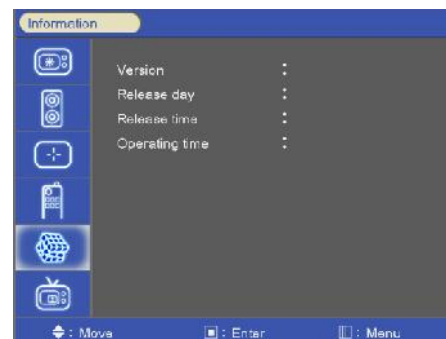 Information
Version :
Release day :
Release time :
Operating time :
: Move : Enter : Menu